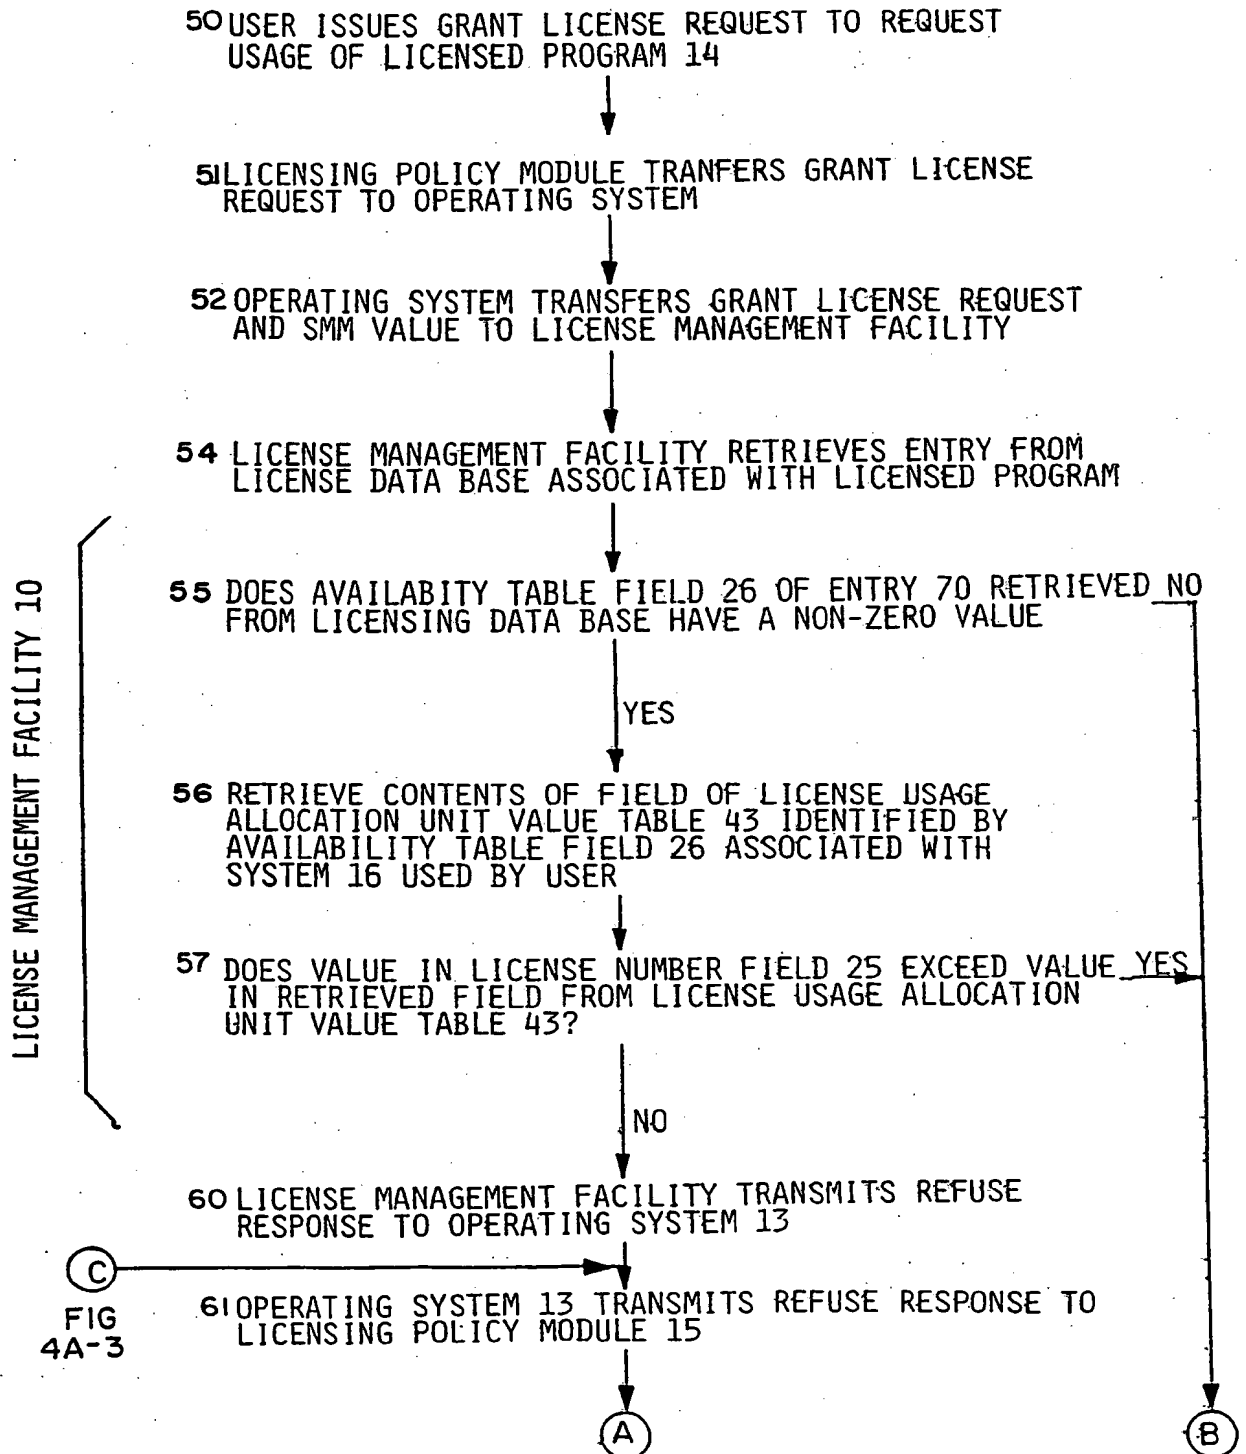 50 USER ISSUES GRANT LICENSE REQUEST TO REQUEST
USAGE OF LICENSED PROGRAM 14
51 LICENSING POLICY MODULE TRANFERS GRANT LICENSE
REQUEST TO OPERATING SYSTEM
52 OPERATING SYSTEM TRANSFERS GRANT LICENSE REQUEST
AND SMM VALUE TO LICENSE MANAGEMENT FACILITY
54 LICENSE MANAGEMENT FACILITY RETRIEVES ENTRY FROM
LICENSE DATA BASE ASSOCIATED WITH LICENSED PROGRAM
LICENSE MANAGEMENT FACILITY 10
55 DOES AVAILABITY TABLE FIELD 26 OF ENTRY 70 RETRIEVED NO
FROM LICENSING DATA BASE HAVE A NON-ZERO VALUE
YES
56 RETRIEVE CONTENTS OF FIELD OF LICENSE USAGE
ALLOCATION UNIT VALUE TABLE 43 IDENTIFIED BY
AVAILABILITY TABLE FIELD 26 ASSOCIATED WITH
SYSTEM 16 USED BY USER
57 DOES VALUE IN LICENSE NUMBER FIELD 25 EXCEED VALUE YES
IN RETRIEVED FIELD FROM LICENSE USAGE ALLOCATION
UNIT VALUE TABLE 43?
NO
60 LICENSE MANAGEMENT FACILITY TRANSMITS REFUSE
RESPONSE TO OPERATING SYSTEM 13
C
FIG
4A-3
61 OPERATING SYSTEM 13 TRANSMITS REFUSE RESPONSE TO
LICENSING POLICY MODULE 15
A
B